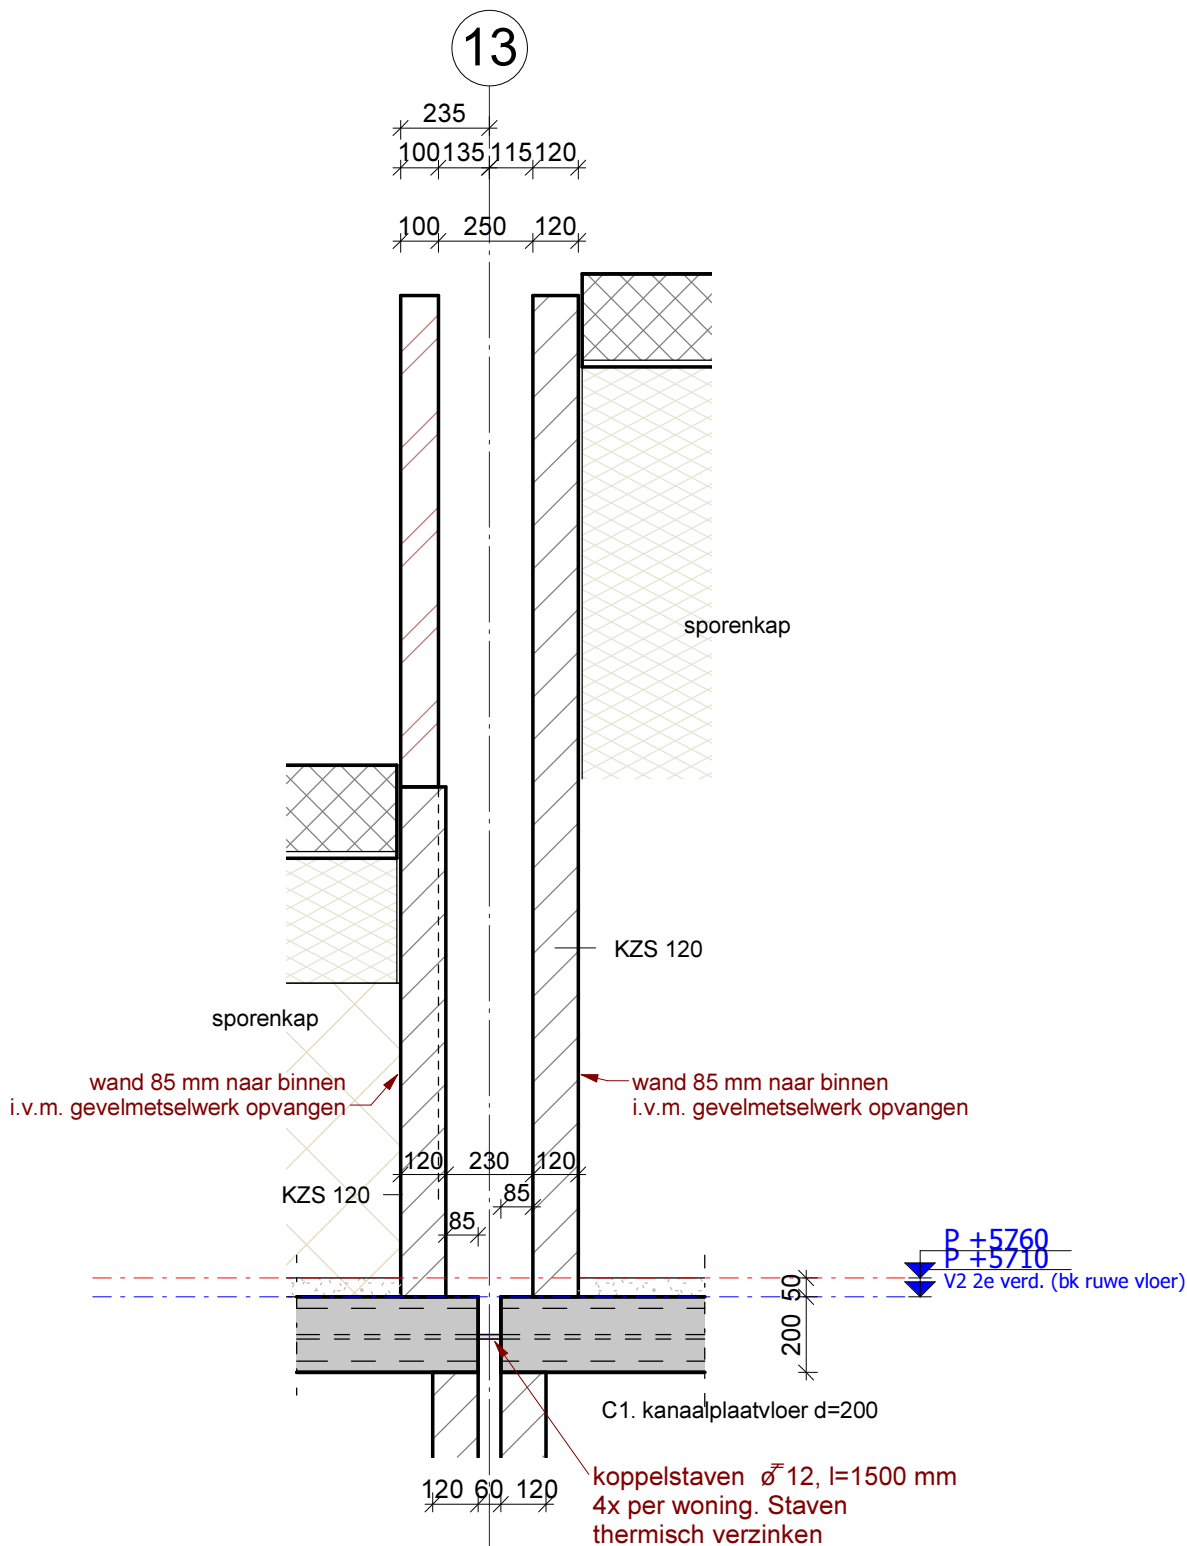 13
235
100 135 115 120
100 250 120
sporenkap
KZS 120
sporenkap
wand 85 mm naar binnen
i.v.m. gevelmetselwerk opvangen
wand 85 mm naar binnen
i.v.m. gevelmetselwerk opvangen
120 230 120
KZS 120
85
85
P +5760
P +5710
V2 2e verd. (bk ruwe vloer)
50
200
C1. kanaalplaatvloer d=200
koppelstaven ø 12, l=1500 mm
4x per woning. Staven
thermisch verzinken
120 60 120